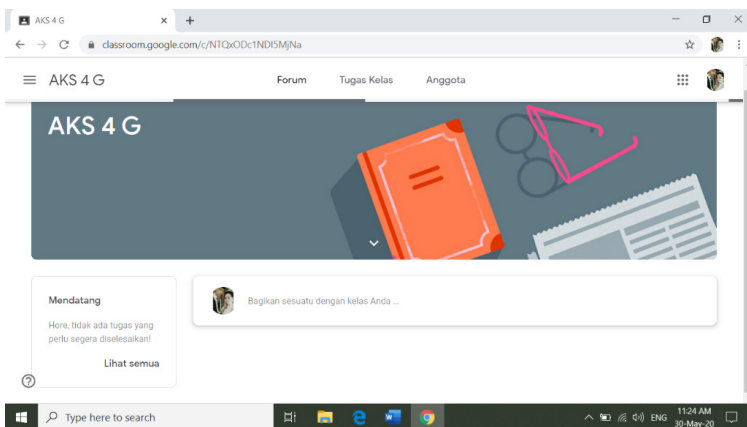 AKS 4 G
classroom.google.com/c/NTQxODc1NDI5MjNa
AKS 4 G
Forum Tugas Kelas Anggota
AKS 4 G
Mendatang
Hore, tidak ada tugas yang
perlu segera diselesaikan!
Lihat semua
Bagikan sesuatu dengan kelas Anda ...
Type here to search
ENG
11:24 AM
30-May-20